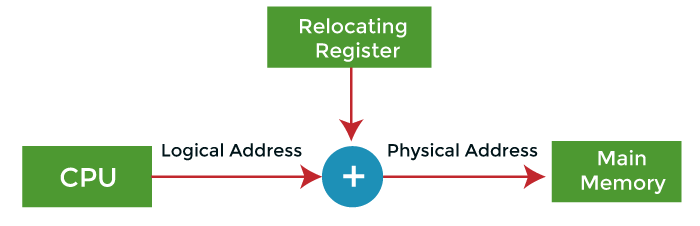 Relocating
Register
Logical Address
Physical Address
CPU
+
Main
Memory